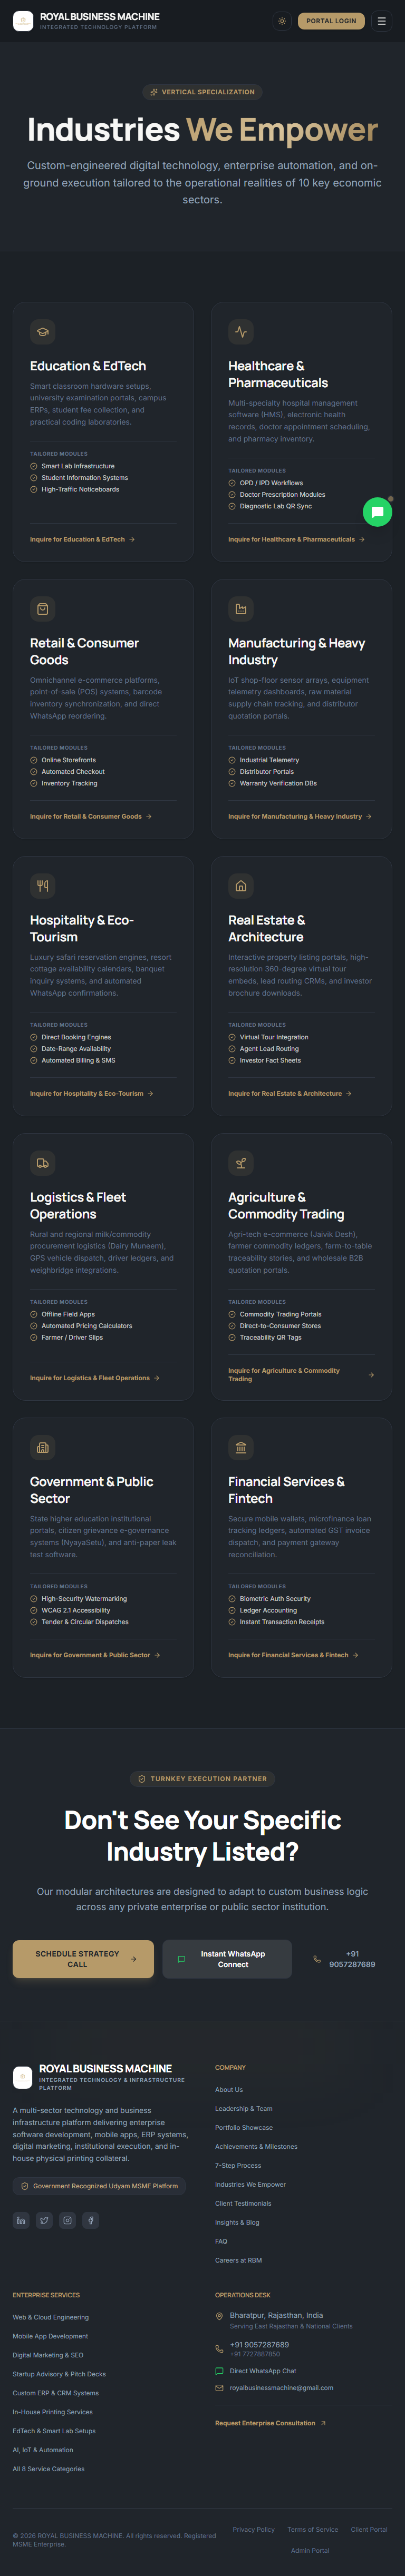 ROYAL BUSINESS MACHINE
INTEGRATED TECHNOLOGY PLATFORM
PORTAL LOGIN
VERTICAL SPECIALIZATION
Industries We Empower
Custom-engineered digital technology, enterprise automation, and on-
ground execution tailored to the operational realities of 10 key economic
sectors.
Education & EdTech
Smart classroom hardware setups,
university examination portals, campus
ERPs, student fee collection, and
practical coding laboratories.
TAILORED MODULES
Smart Lab Infrastructure
Student Information Systems
High-Traffic Noticeboards
Inquire for Education & EdTech
Healthcare &
Pharmaceuticals
Multi-specialty hospital management
software (HMS), electronic health
records, doctor appointment scheduling,
and pharmacy inventory.
TAILORED MODULES
OPD / IPD Workflows
Doctor Prescription Modules
Diagnostic Lab QR Sync
Inquire for Healthcare & Pharmaceuticals
Retail & Consumer
Goods
Omnichannel e-commerce platforms,
point-of-sale (POS) systems, barcode
inventory synchronization, and direct
WhatsApp reordering.
TAILORED MODULES
Online Storefronts
Automated Checkout
Inventory Tracking
Inquire for Retail & Consumer Goods
Manufacturing & Heavy
Industry
IoT shop-floor sensor arrays, equipment
telemetry dashboards, raw material
supply chain tracking, and distributor
quotation portals.
TAILORED MODULES
Industrial Telemetry
Distributor Portals
Warranty Verification DBs
Inquire for Manufacturing & Heavy Industry
Hospitality & Eco-
Tourism
Luxury safari reservation engines, resort
cottage availability calendars, banquet
inquiry systems, and automated
WhatsApp confirmations.
TAILORED MODULES
Direct Booking Engines
Date-Range Availability
Automated Billing & SMS
Inquire for Hospitality & Eco-Tourism
Real Estate &
Architecture
Interactive property listing portals, high-
resolution 360-degree virtual tour
embeds, lead routing CRMs, and investor
brochure downloads.
TAILORED MODULES
Virtual Tour Integration
Agent Lead Routing
Investor Fact Sheets
Inquire for Real Estate & Architecture
Logistics & Fleet
Operations
Rural and regional milk/commodity
procurement logistics (Dairy Muneem),
GPS vehicle dispatch, driver ledgers, and
weighbridge integrations.
TAILORED MODULES
Offline Field Apps
Automated Pricing Calculators
Farmer / Driver Slips
Inquire for Logistics & Fleet Operations
Agriculture &
Commodity Trading
Agri-tech e-commerce (Jaivik Desh),
farmer commodity ledgers, farm-to-table
traceability stories, and wholesale B2B
quotation portals.
TAILORED MODULES
Commodity Trading Portals
Direct-to-Consumer Stores
Traceability QR Tags
Inquire for Agriculture & Commodity
Trading
Government & Public
Sector
State higher education institutional
portals, citizen grievance e-governance
systems (NyayaSetu), and anti-paper leak
test software.
TAILORED MODULES
High-Security Watermarking
WCAG 2.1 Accessibility
Tender & Circular Dispatches
Inquire for Government & Public Sector
Financial Services &
Fintech
Secure mobile wallets, microfinance loan
tracking ledgers, automated GST invoice
dispatch, and payment gateway
reconciliation.
TAILORED MODULES
Biometric Auth Security
Ledger Accounting
Instant Transaction Receipts
Inquire for Financial Services & Fintech
TURNKEY EXECUTION PARTNER
Don't See Your Specific
Industry Listed?
Our modular architectures are designed to adapt to custom business logic
across any private enterprise or public sector institution.
SCHEDULE STRATEGY
CALL
Instant WhatsApp
Connect
+91
9057287689
ROYAL BUSINESS MACHINE
INTEGRATED TECHNOLOGY & INFRASTRUCTURE
PLATFORM
A multi-sector technology and business
infrastructure platform delivering enterprise
software development, mobile apps, ERP systems,
digital marketing, institutional execution, and in-
house physical printing collateral.
Government Recognized Udyam MSME Platform
COMPANY
About Us
Leadership & Team
Portfolio Showcase
Achievements & Milestones
7-Step Process
Industries We Empower
Client Testimonials
Insights & Blog
FAQ
Careers at RBM
ENTERPRISE SERVICES
Web & Cloud Engineering
Mobile App Development
Digital Marketing & SEO
Startup Advisory & Pitch Decks
Custom ERP & CRM Systems
In-House Printing Services
EdTech & Smart Lab Setups
AI, IoT & Automation
All 8 Service Categories
OPERATIONS DESK
Bharatpur, Rajasthan, India
Serving East Rajasthan & National Clients
+91 9057287689
+91 7727887850
Direct WhatsApp Chat
royalbusinessmachine@gmail.com
Request Enterprise Consultation
© 2026 ROYAL BUSINESS MACHINE. All rights reserved. Registered
MSME Enterprise.
Privacy Policy
Terms of Service
Client Portal
Admin Portal